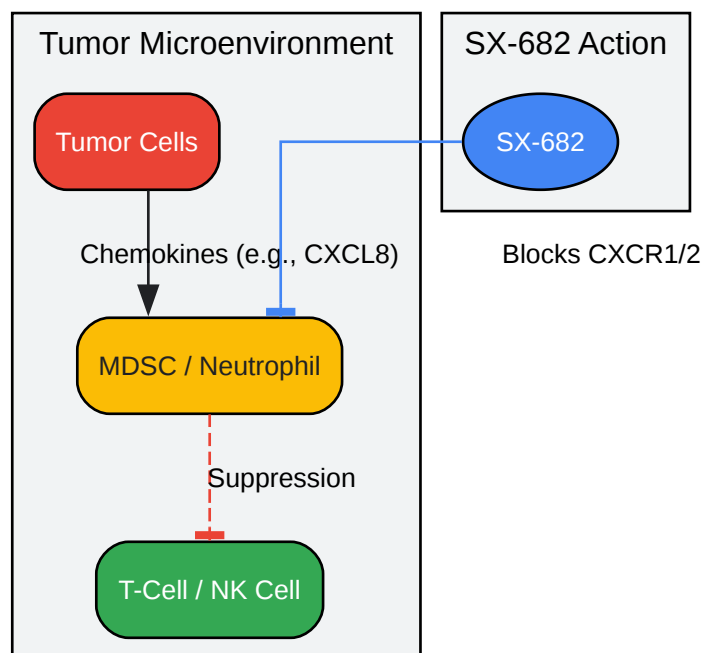 Tumor Microenvironment
SX-682 Action
Tumor Cells
SX-682
Chemokines (e.g., CXCL8)
Blocks CXCR1/2
MDSC / Neutrophil
Suppression
T-Cell / NK Cell